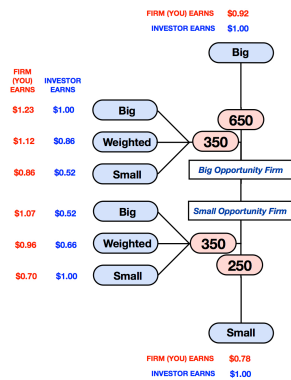 FIRM (YOU) EARNS $0.92
INVESTOR EARNS $1.00
Big
FIRM
(YOU)
EARNS
INVESTOR
EARNS
650
$1.23 $1.00 Big
$1.12 $0.86 Weighted 350
$0.86 $0.52 Small
Big Opportunity Firm
$1.07 $0.52 Big
Small Opportunity Firm
$0.96 $0.66 Weighted 350
250
$0.70 $1.00 Small
Small
FIRM (YOU) EARNS $0.78
INVESTOR EARNS $1.00